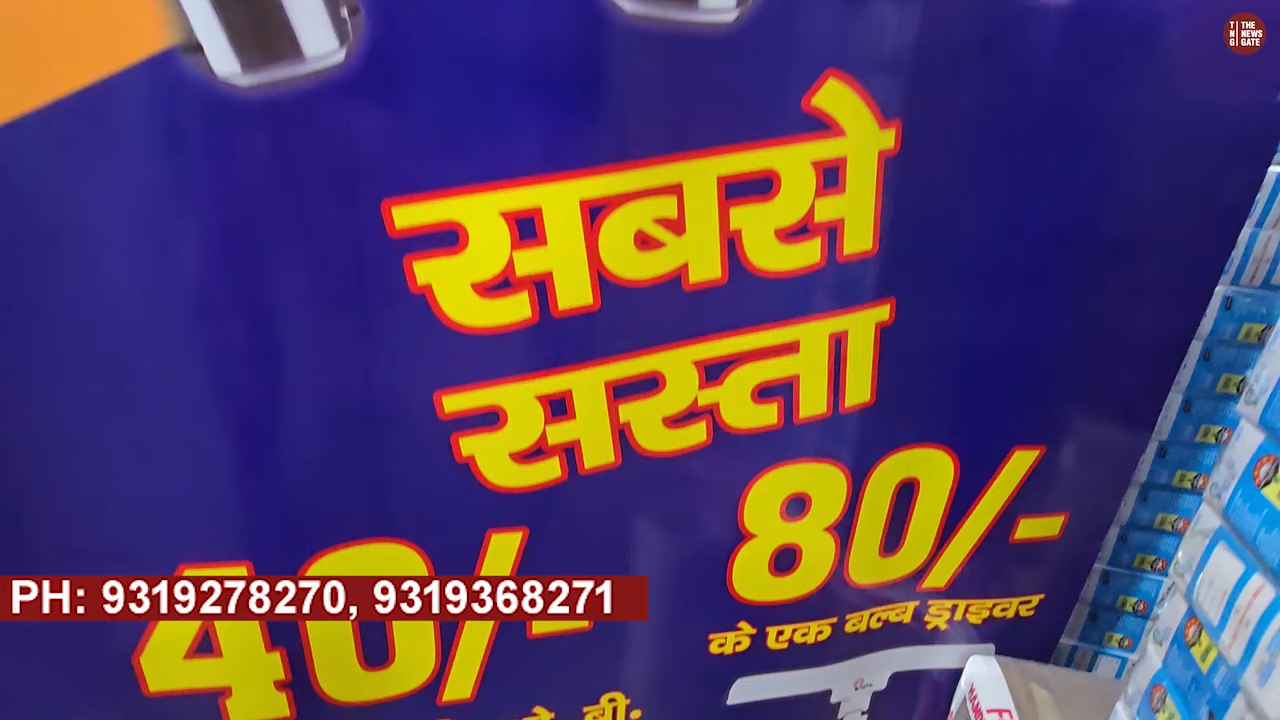 T THE
N NEWS
G GATE
सबसे
सस्ता
80/-
40/-
PH: 9319278270, 9319368271
के एक बल्ब ड्राइवर
बी.